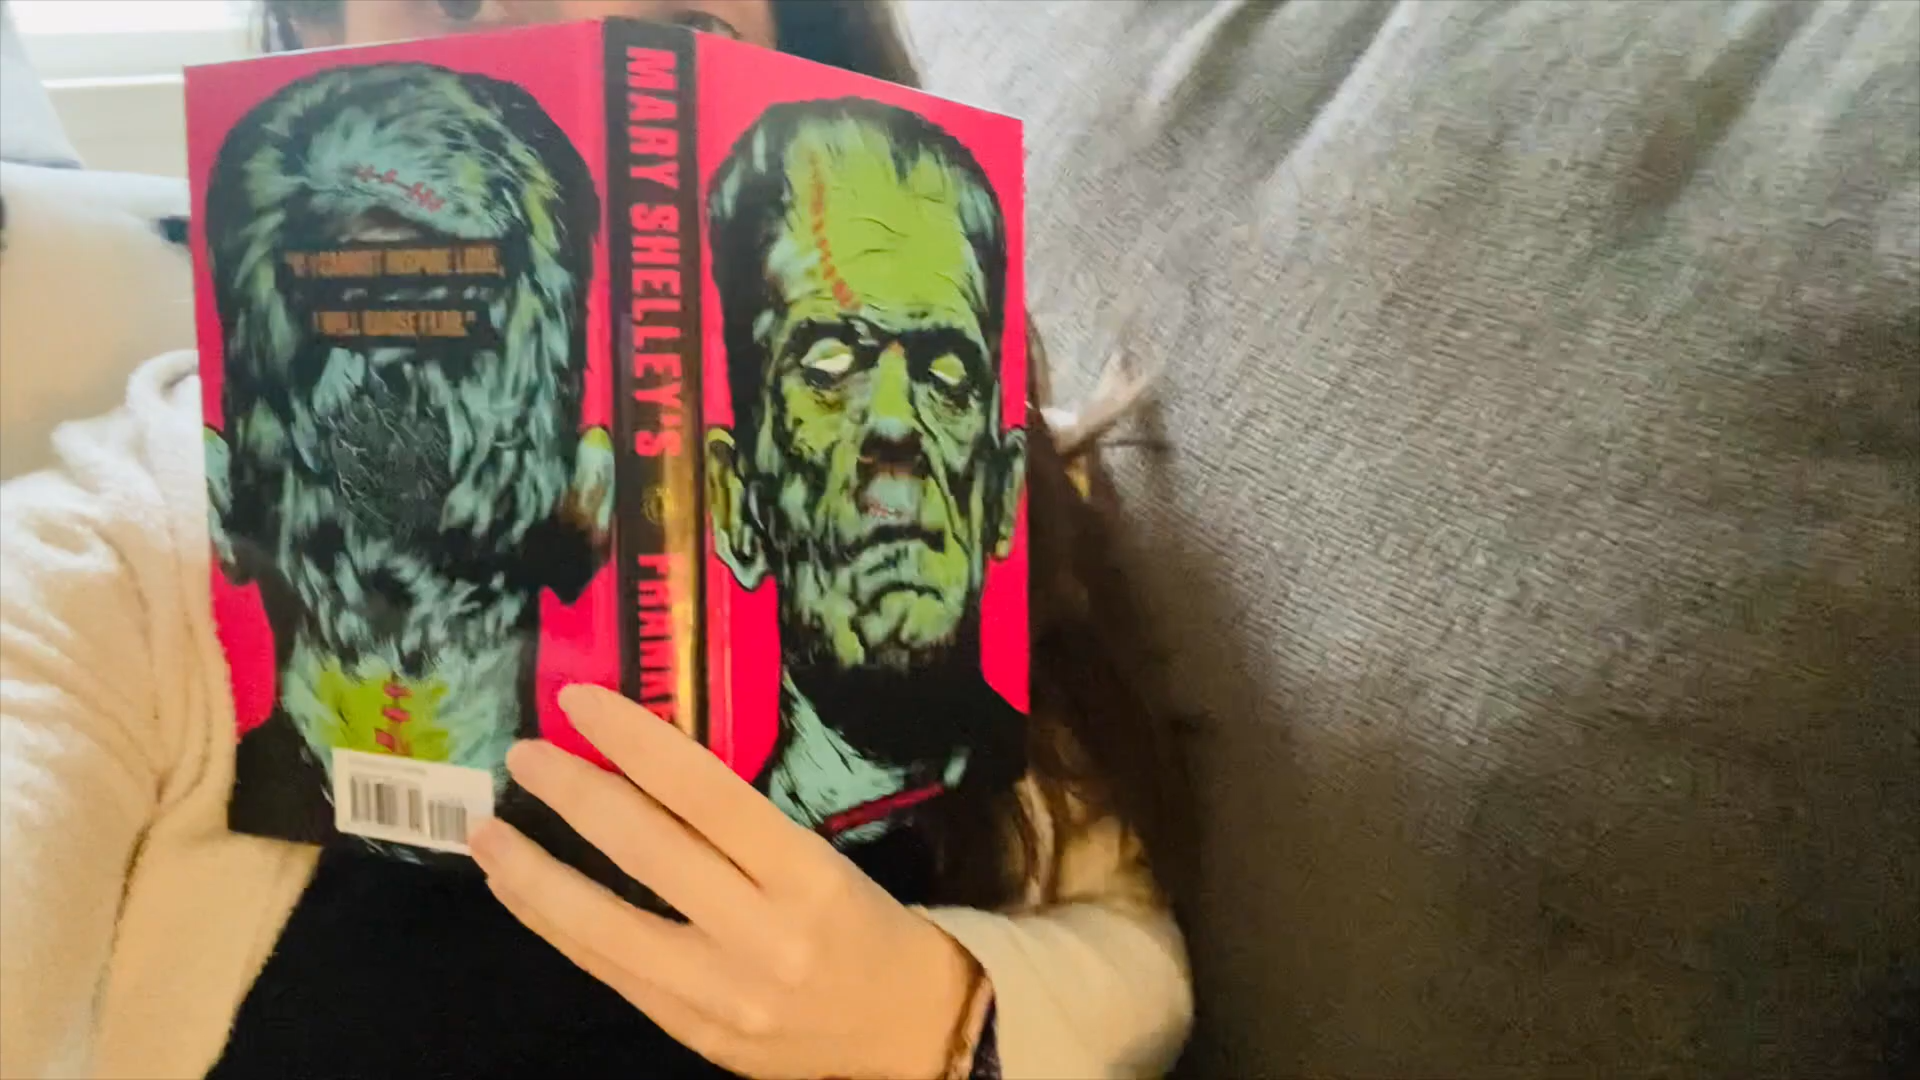 "IF I CANNOT INSPIRE LOVE,
I WILL CAUSE FEAR."
MARY SHELLEY'S